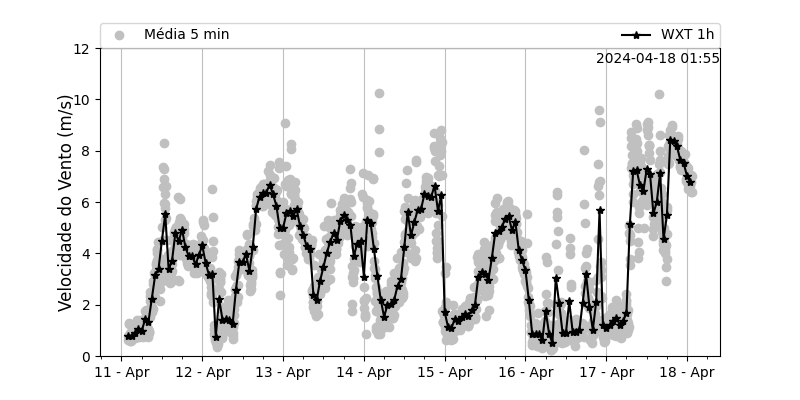 Média 5 min
WXT 1h
2024-04-18 01:55
Velocidade do Vento (m/s)
12
10
8
6
4
2
0
11 - Apr
12 - Apr
13 - Apr
14 - Apr
15 - Apr
16 - Apr
17 - Apr
18 - Apr